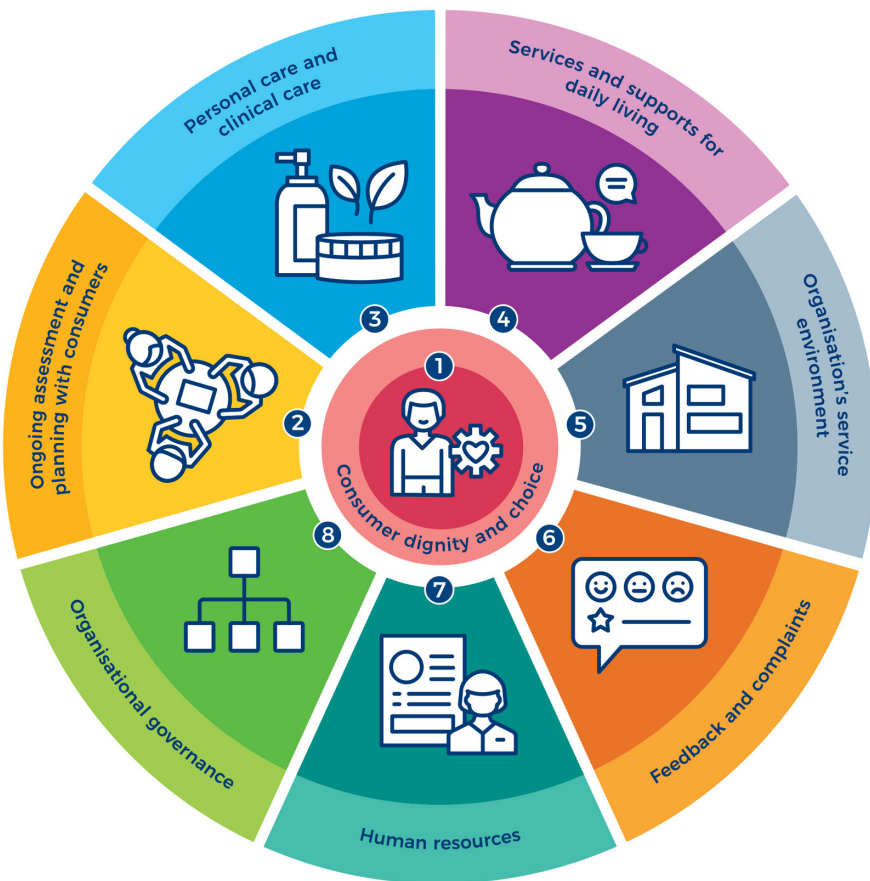 1
Consumer dignity and choice
2
Ongoing assessment and
planning with consumers
3
Personal care and
clinical care
4
Services and supports for
daily living
5
Organisation's service
environment
6
Feedback and complaints
7
Human resources
8
Organisational governance